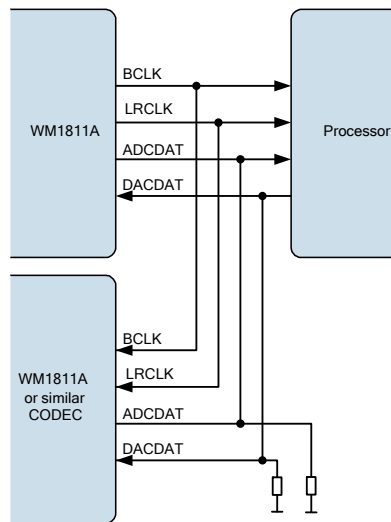 BCLK
LRCLK
WM1811A
Processor
ADCDAT
DACDAT
BCLK
LRCLK
WM1811A
or similar
CODEC
ADCDAT
DACDAT